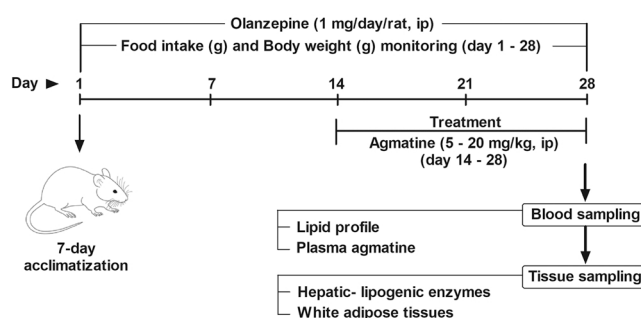 Olanzepine (1 mg/day/rat, ip)
Food intake (g) and Body weight (g) monitoring (day 1 - 28)
Day ► 1 7 14 21 28
Treatment
Agmatine (5 - 20 mg/kg, ip)
(day 14 - 28)
7-day
acclimatization
Blood sampling
Lipid profile
Plasma agmatine
Tissue sampling
Hepatic- lipogenic enzymes
White adipose tissues